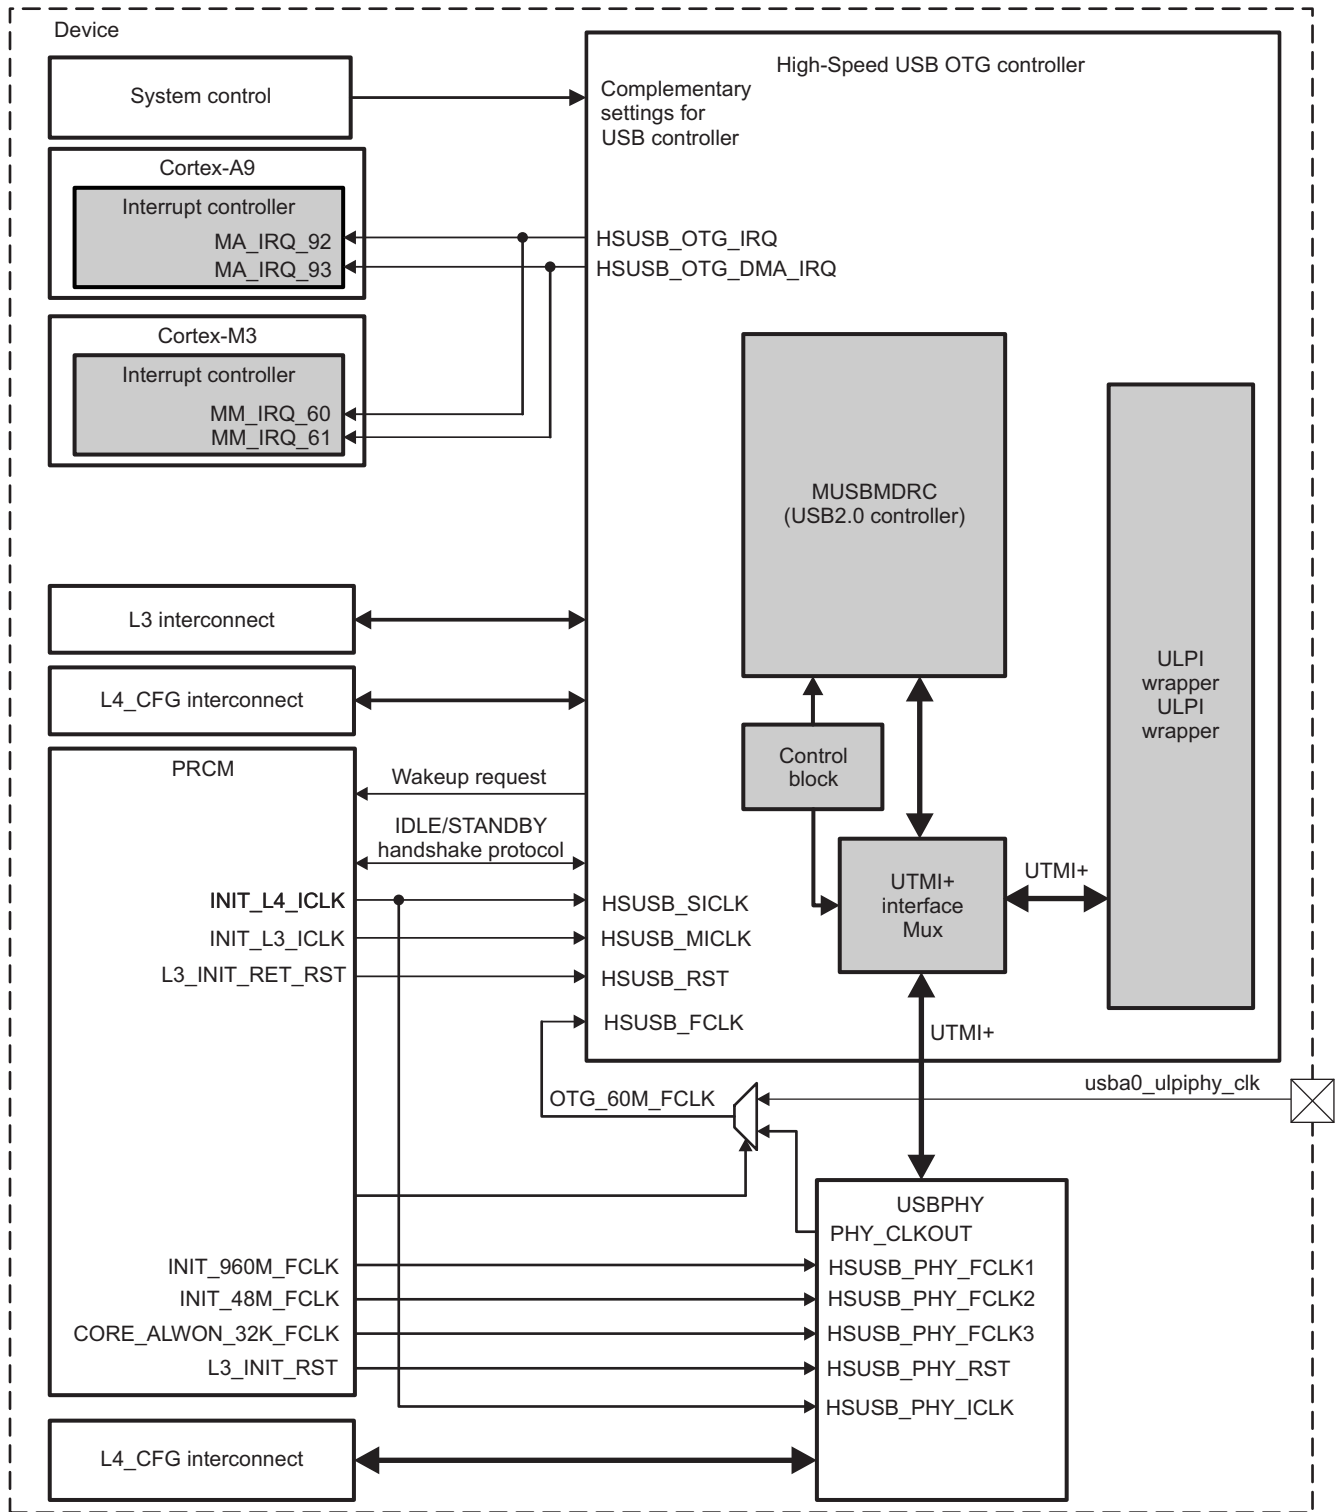 Device
High-Speed USB OTG controller
System control
Complementary
settings for
USB controller
Cortex-A9
Interrupt controller
MA_IRQ_92
MA_IRQ_93
HSUSB_OTG_IRQ
HSUSB_OTG_DMA_IRQ
Cortex-M3
Interrupt controller
MM_IRQ_60
MM_IRQ_61
MUSBMDRC
(USB2.0 controller)
ULPI
wrapper
ULPI
wrapper
L3 interconnect
L4_CFG interconnect
Control
block
PRCM
Wakeup request
IDLE/STANDBY
handshake protocol
UTMI+
interface
Mux
UTMI+
INIT_L4_ICLK
HSUSB_SICLK
INIT_L3_ICLK
HSUSB_MICLK
L3_INIT_RET_RST
HSUSB_RST
HSUSB_FCLK
UTMI+
OTG_60M_FCLK
usba0_ulpiphy_clk
USBPHY
PHY_CLKOUT
INIT_960M_FCLK
HSUSB_PHY_FCLK1
INIT_48M_FCLK
HSUSB_PHY_FCLK2
CORE_ALWON_32K_FCLK
HSUSB_PHY_FCLK3
L3_INIT_RST
HSUSB_PHY_RST
HSUSB_PHY_ICLK
L4_CFG interconnect